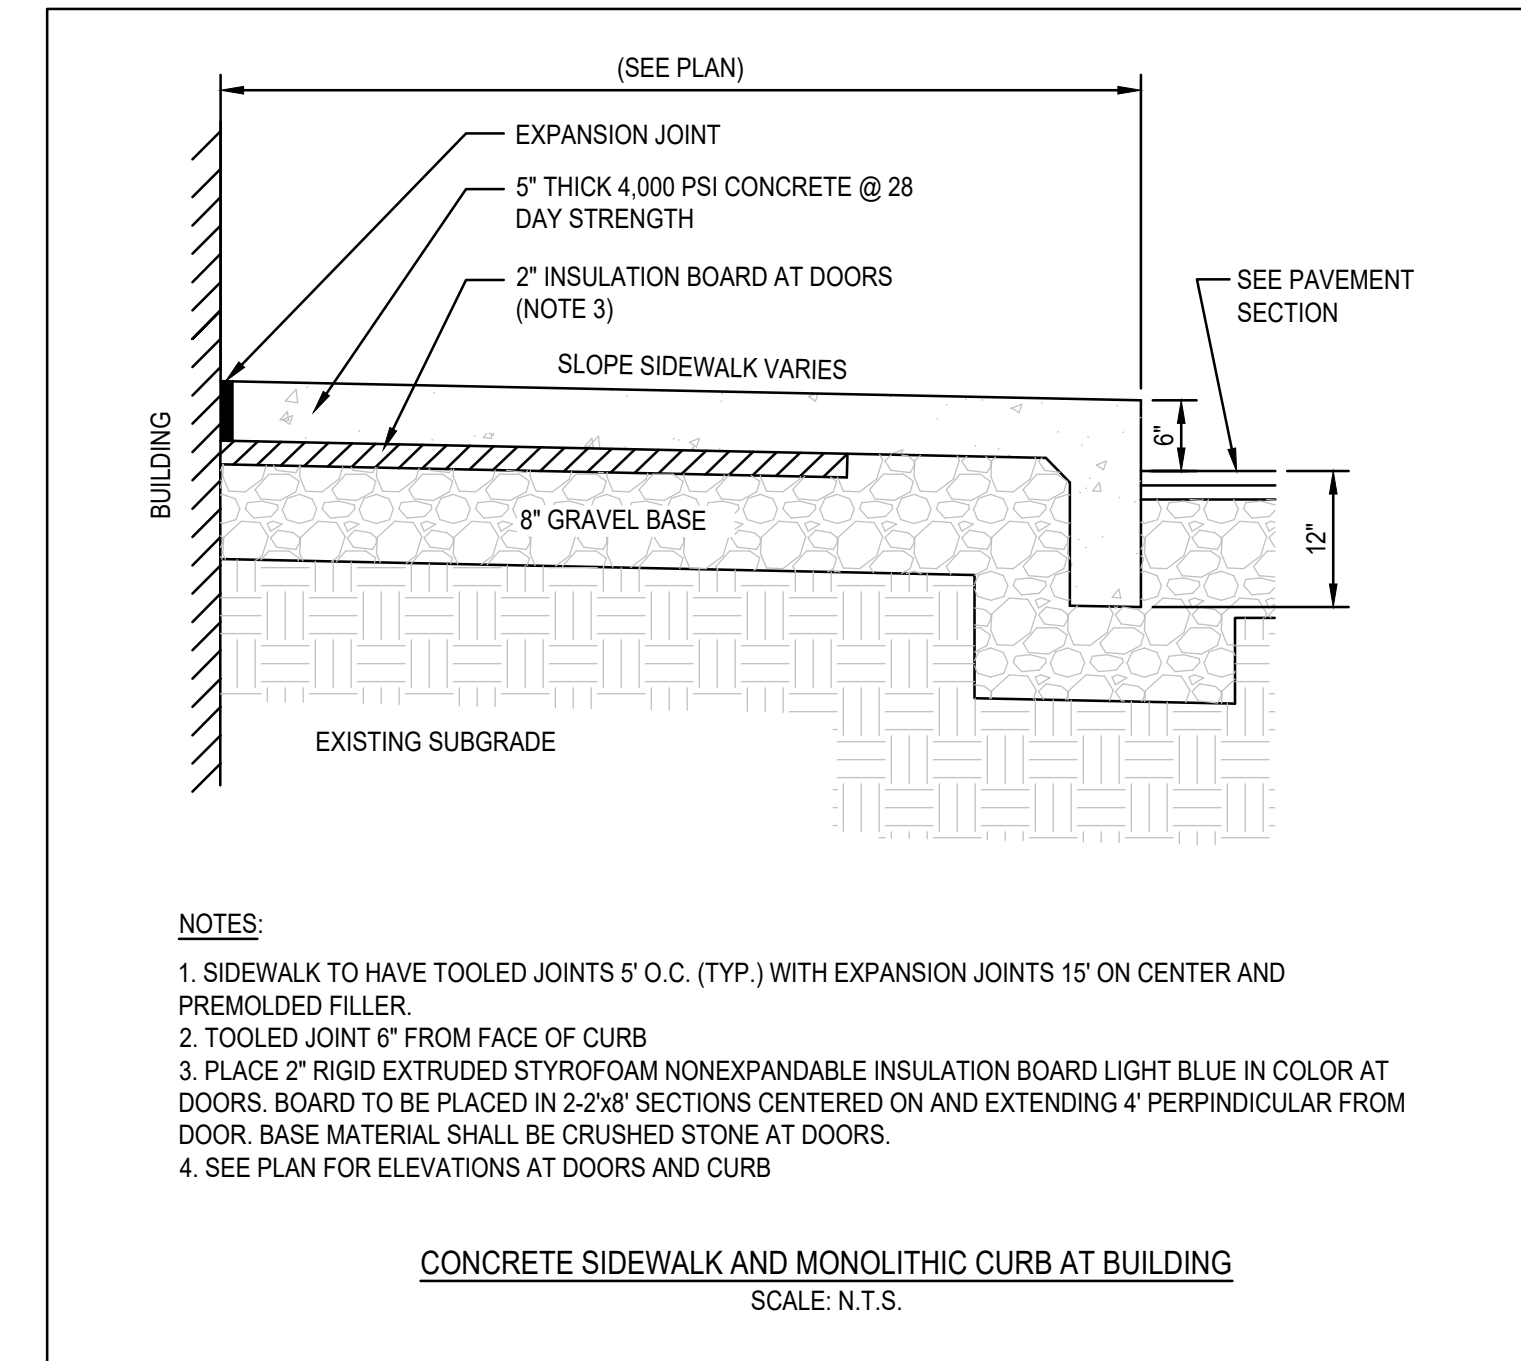 (SEE PLAN)
EXPANSION JOINT
5" THICK 4,000 PSI CONCRETE @ 28
DAY STRENGTH
2" INSULATION BOARD AT DOORS
(NOTE 3)
SEE PAVEMENT
SECTION
SLOPE SIDEWALK VARIES
6"
BUILDING
8" GRAVEL BASE
12"
EXISTING SUBGRADE
NOTES:
1. SIDEWALK TO HAVE TOOLED JOINTS 5' O.C. (TYP.) WITH EXPANSION JOINTS 15' ON CENTER AND
PREMOLDED FILLER.
2. TOOLED JOINT 6" FROM FACE OF CURB
3. PLACE 2" RIGID EXTRUDED STYROFOAM NONEXPANDABLE INSULATION BOARD LIGHT BLUE IN COLOR AT
DOORS. BOARD TO BE PLACED IN 2-2'x8' SECTIONS CENTERED ON AND EXTENDING 4' PERPINDICULAR FROM
DOOR. BASE MATERIAL SHALL BE CRUSHED STONE AT DOORS.
4. SEE PLAN FOR ELEVATIONS AT DOORS AND CURB
CONCRETE SIDEWALK AND MONOLITHIC CURB AT BUILDING
SCALE: N.T.S.